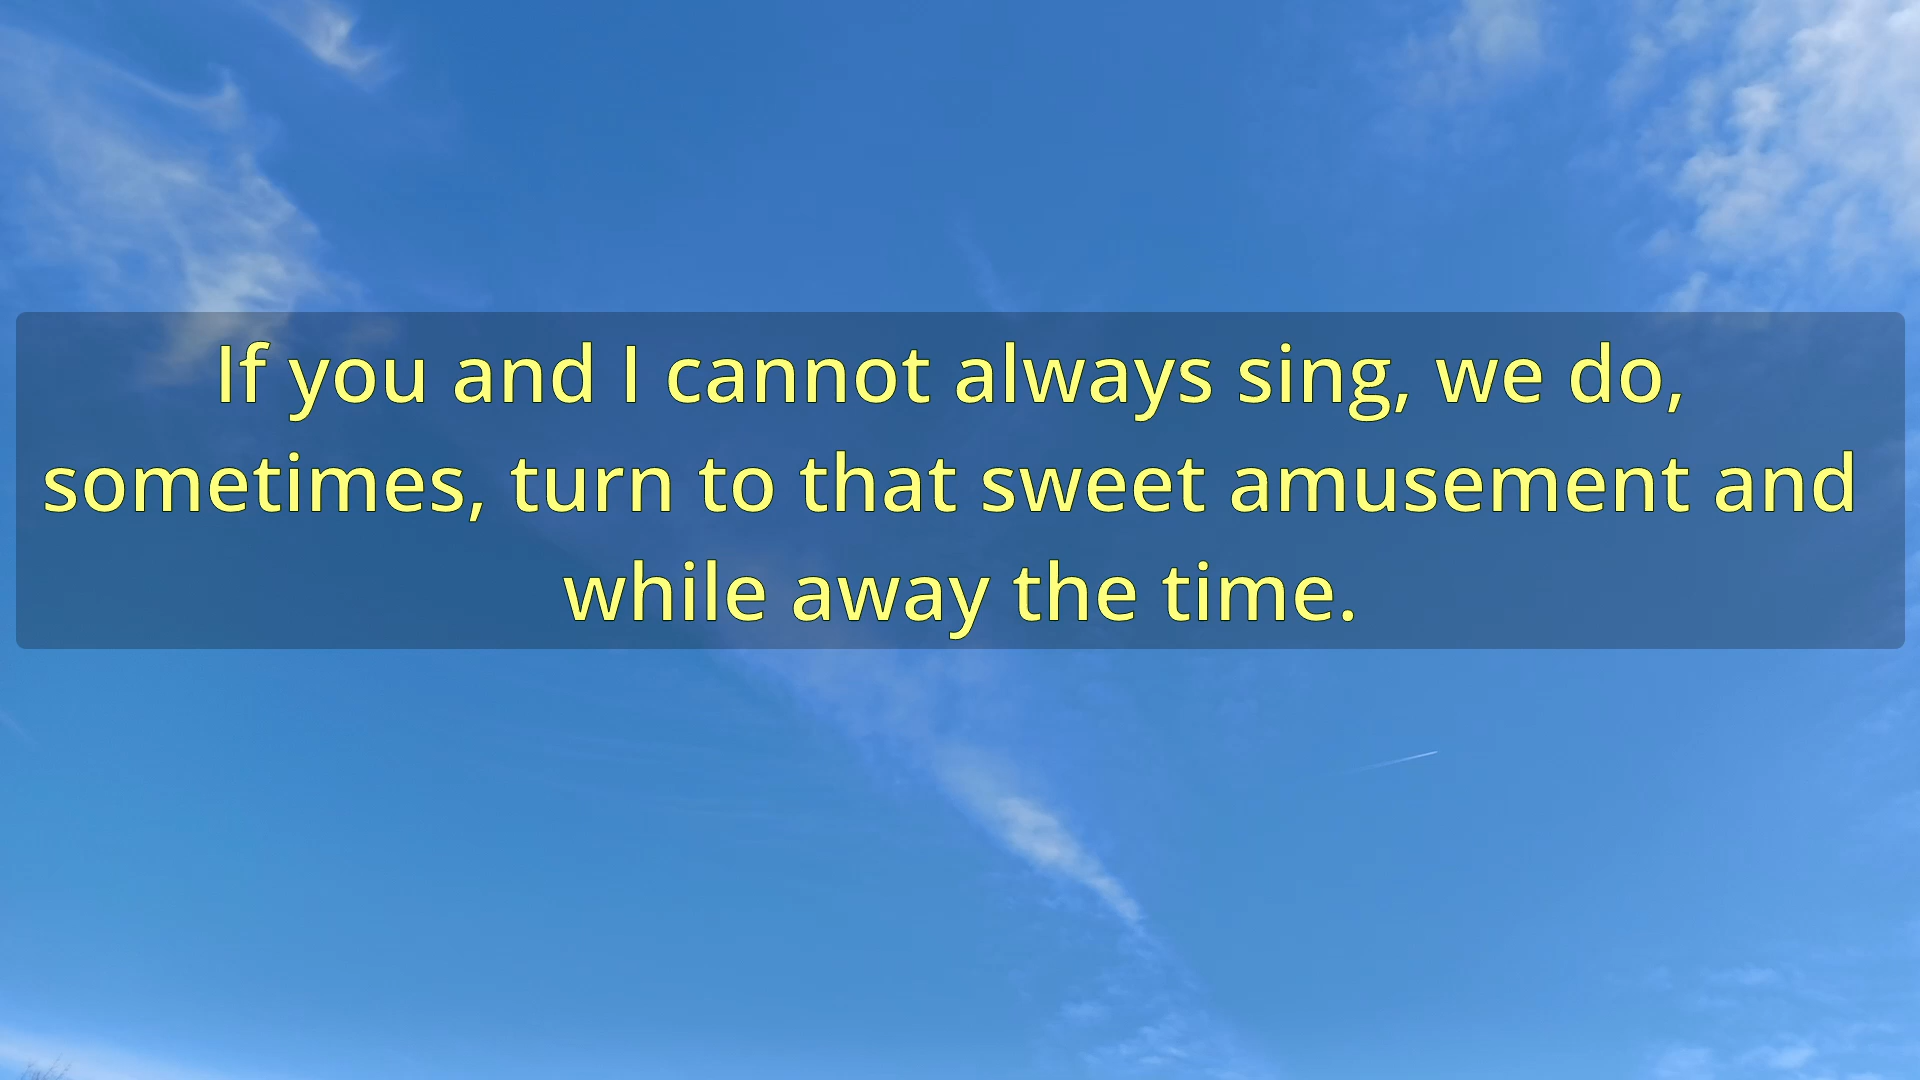 If you and I cannot always sing, we do,
sometimes, turn to that sweet amusement and
while away the time.